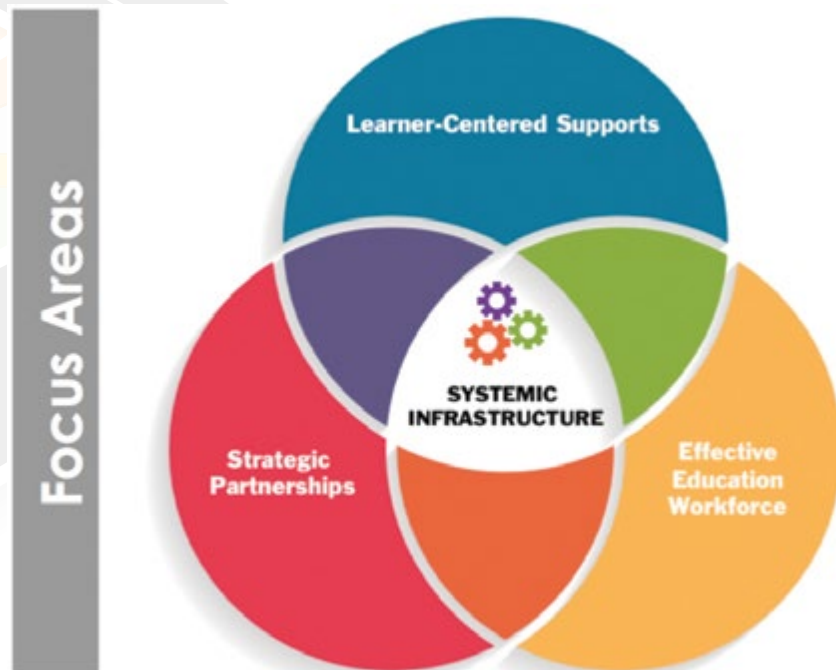 Focus Areas
Learner-Centered Supports
SYSTEMIC
INFRASTRUCTURE
Strategic
Partnerships
Effective
Education
Workforce